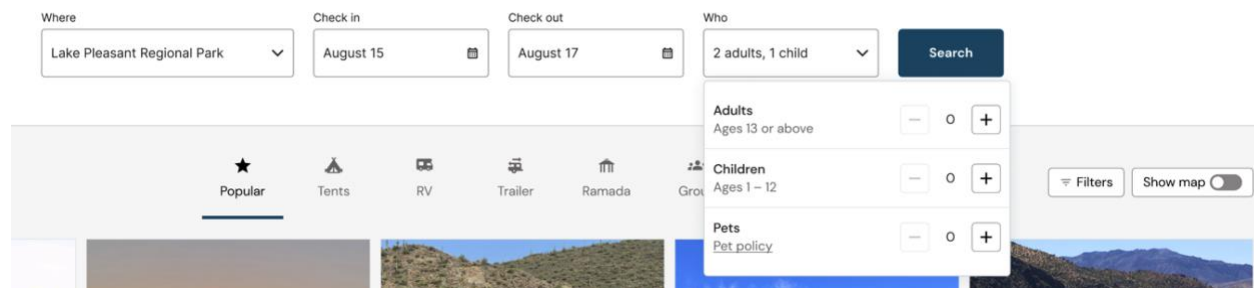 Where
Check in
Check out
Who
Lake Pleasant Regional Park
August 15
August 17
2 adults, 1 child
Search
Adults
Ages 13 or above
0
Children
Ages 1 – 12
0
Pets
Pet policy
0
Popular
Tents
RV
Trailer
Ramada
Grou
Filters
Show map